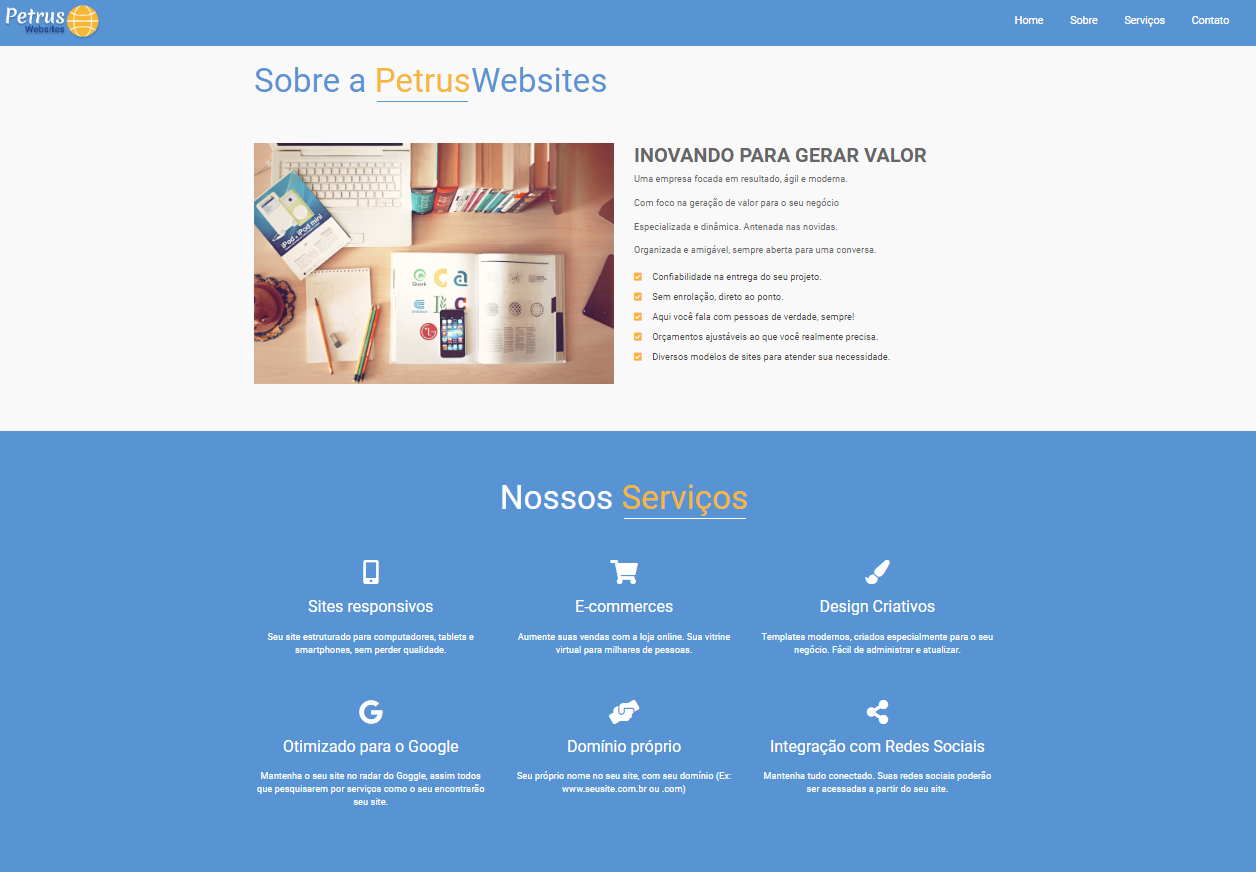 Petrus
Websites
Home
Sobre
Serviços
Contato
Sobre a PetrusWebsites
iPod e iPod mini
Quark
INOVANDO PARA GERAR VALOR
Uma empresa focada em resultado, ágil e moderna.
Com foco na geração de valor para o seu negócio
Especializada e dinâmica. Antenada nas novidas.
Organizada e amigável, sempre aberta para uma conversa.
Confiabilidade na entrega do seu projeto.
Sem enrolação, direto ao ponto.
Aqui você fala com pessoas de verdade, sempre!
Orçamentos ajustáveis ao que você realmente precisa.
Diversos modelos de sites para atender sua necessidade.
Nossos Serviços
Sites responsivos
Seu site estruturado para computadores, tablets e
smartphones, sem perder qualidade.
E-commerces
Aumente suas vendas com a loja online. Sua vitrine
virtual para milhares de pessoas.
Design Criativos
Templates modernos, criados especialmente para o seu
negócio. Fácil de administrar e atualizar.
Otimizado para o Google
Mantenha o seu site no radar do Goggle, assim todos
que pesquisarem por serviços como o seu encontrarão
seu site.
Domínio próprio
Seu próprio nome no seu site, com seu domínio (Ex:
www.seusite.com.br ou .com)
Integração com Redes Sociais
Mantenha tudo conectado. Suas redes sociais poderão
ser acessadas a partir do seu site.